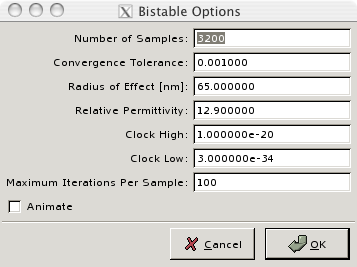 Bistable Options
Number of Samples: 3200
Convergence Tolerance: 0.001000
Radius of Effect [nm]: 65.000000
Relative Permittivity: 12.900000
Clock High: 1.000000e-20
Clock Low: 3.000000e-34
Maximum Iterations Per Sample: 100
Animate
Cancel OK